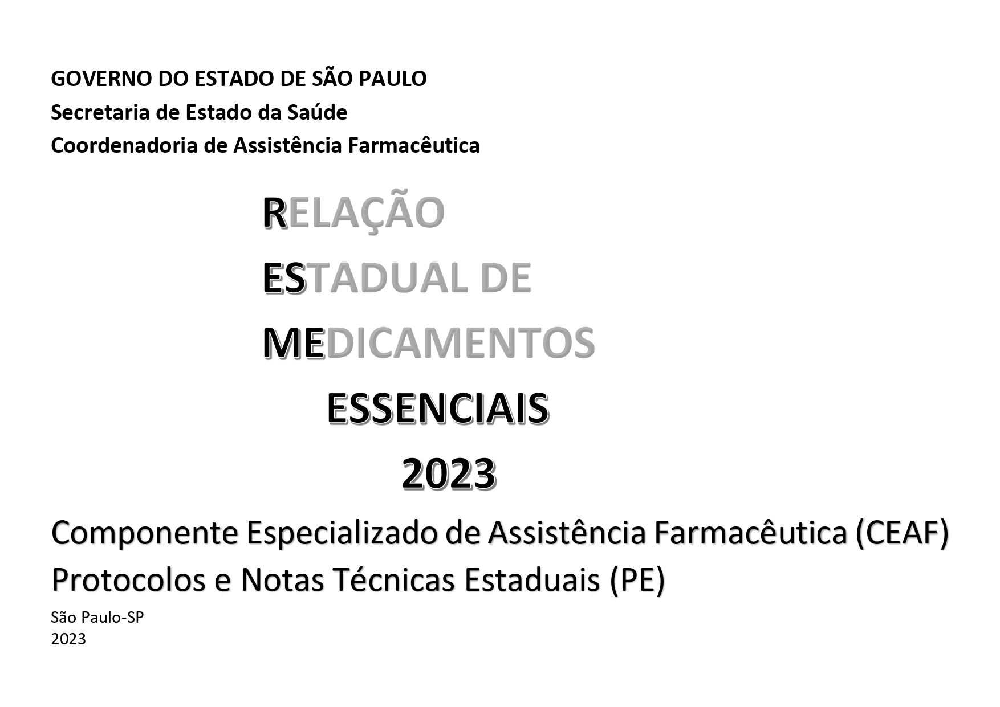 GOVERNO DO ESTADO DE SÃO PAULO
Secretaria de Estado da Saúde
Coordenadoria de Assistência Farmacêutica
RELAÇÃO
ESTADUAL DE
MEDICAMENTOS
ESSENCIAIS
2023
Componente Especializado de Assistência Farmacêutica (CEAF)
Protocolos e Notas Técnicas Estaduais (PE)
São Paulo-SP
2023